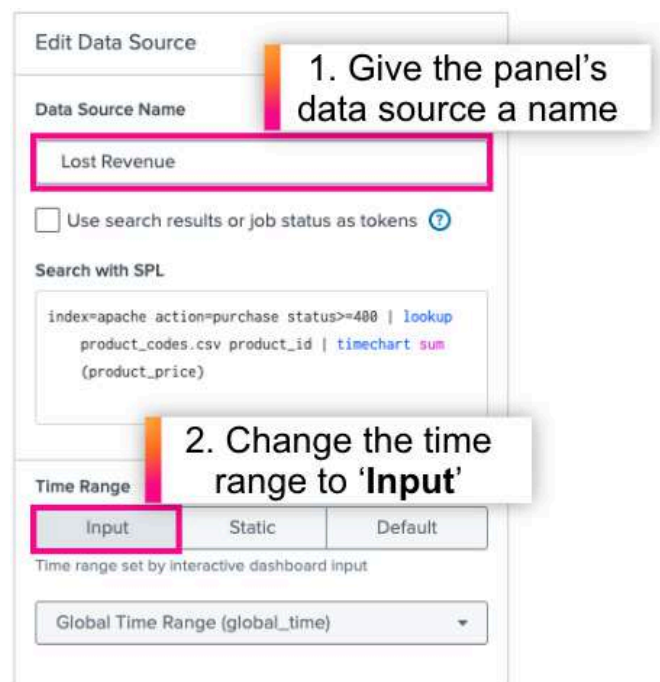 Edit Data Source
1. Give the panel's
data source a name
Data Source Name
Lost Revenue
Use search results or job status as tokens ?
Search with SPL
index=apache action=purchase status>=400 | lookup
product_codes.csv product_id | timechart sum
(product_price)
2. Change the time
range to ‘Input’
Time Range
Input Static Default
Time range set by interactive dashboard input
Global Time Range (global_time)